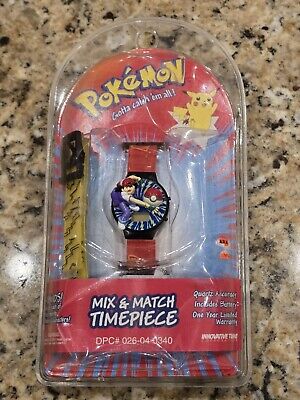 POKéMON
Gotta catch 'em all!
MIX & MATCH
TIMEPIECE
DPC# 026-04-0340
Quartz Accuracy
Includes Battery
One Year Limited
Warranty
INNOVATIVE TIME